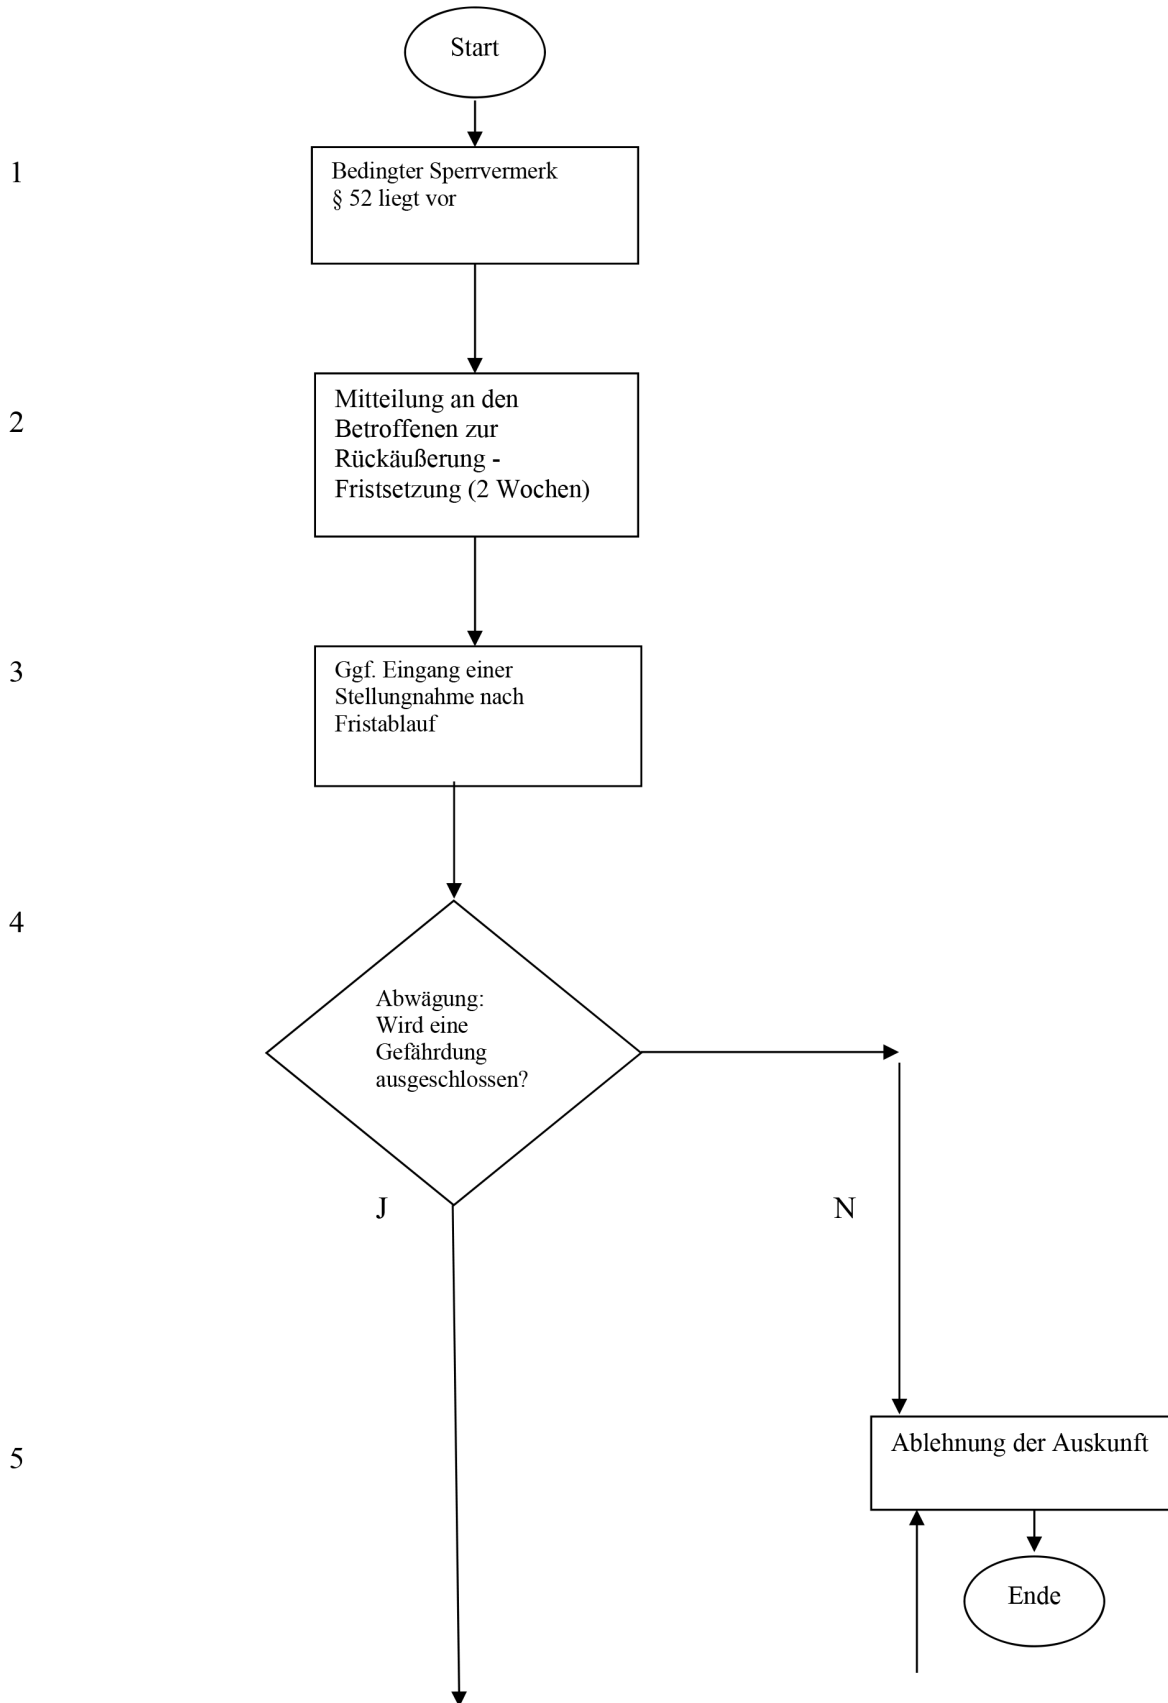 Start
1
Bedingter Sperrvermerk
§ 52 liegt vor
2
Mitteilung an den
Betroffenen zur
Rückäußerung -
Fristsetzung (2 Wochen)
3
Ggf. Eingang einer
Stellungnahme nach
Fristablauf
4
Abwägung:
Wird eine
Gefährdung
ausgeschlossen?
J
N
5
Ablehnung der Auskunft
Ende